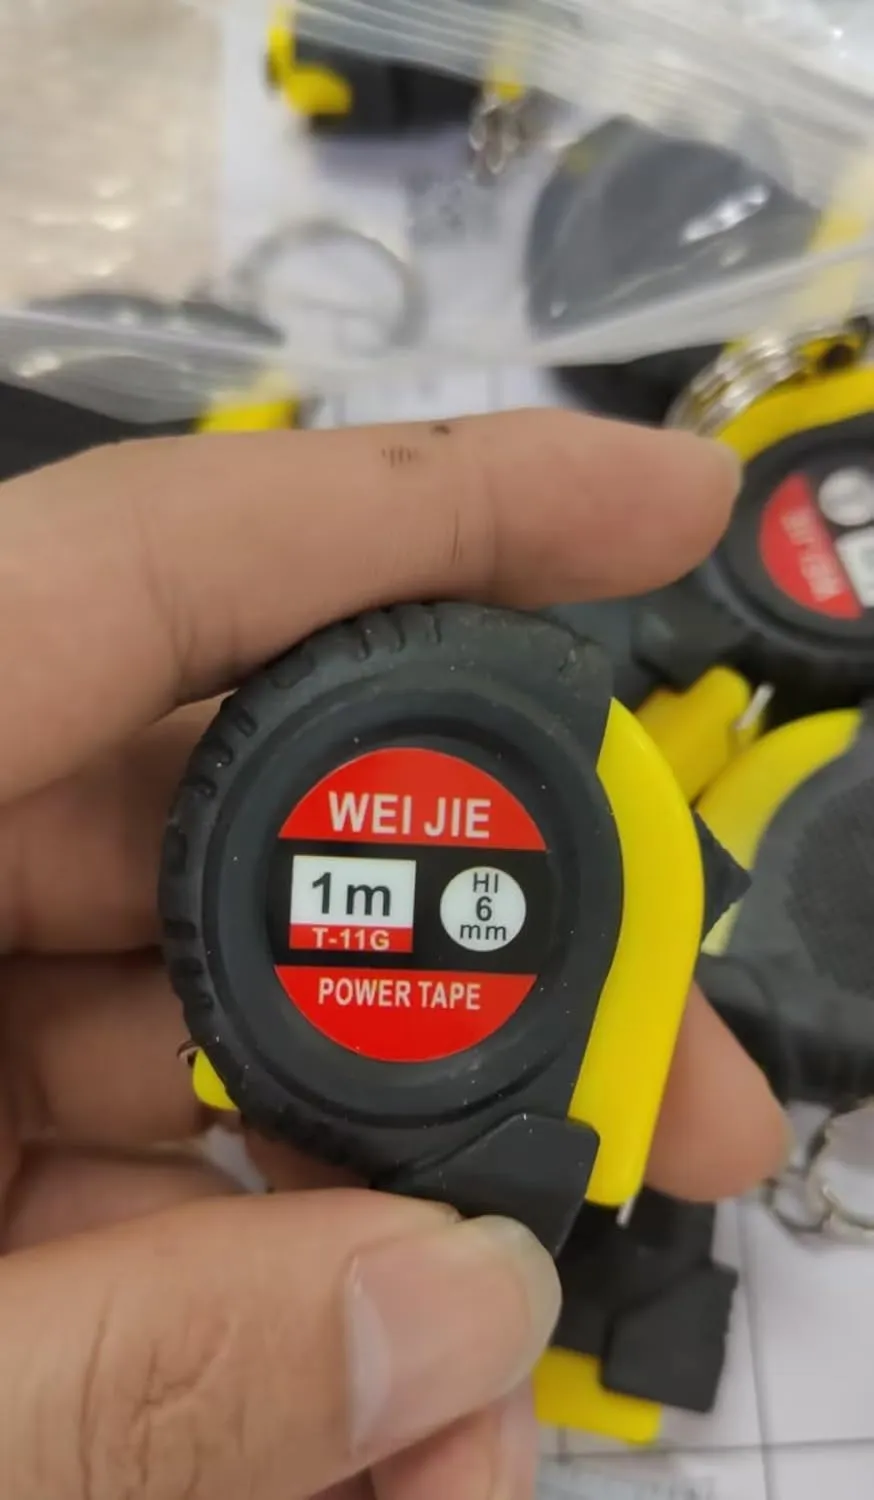 WEI JIE
1m
T-11G
HI
6
mm
POWER TAPE